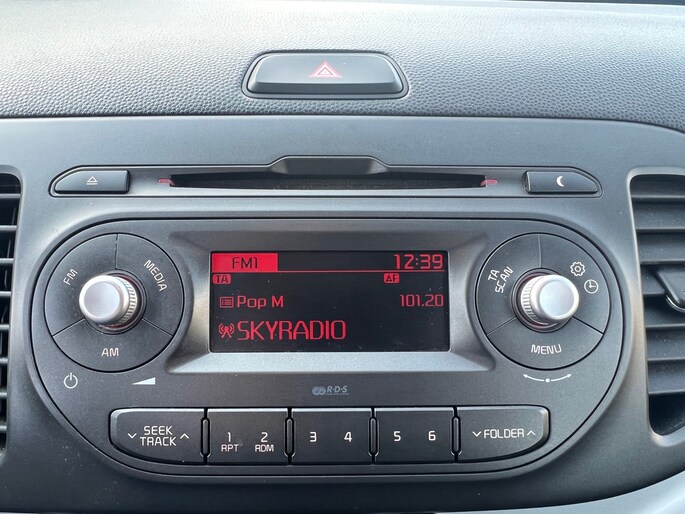 FM1 12:39
TA AF
Pop M 101.20
SKYRADIO
FM MEDIA
AM
TA SCAN
MENU
R·D·S
SEEK
TRACK
1 2 3 4 5 6
RPT RDM
FOLDER